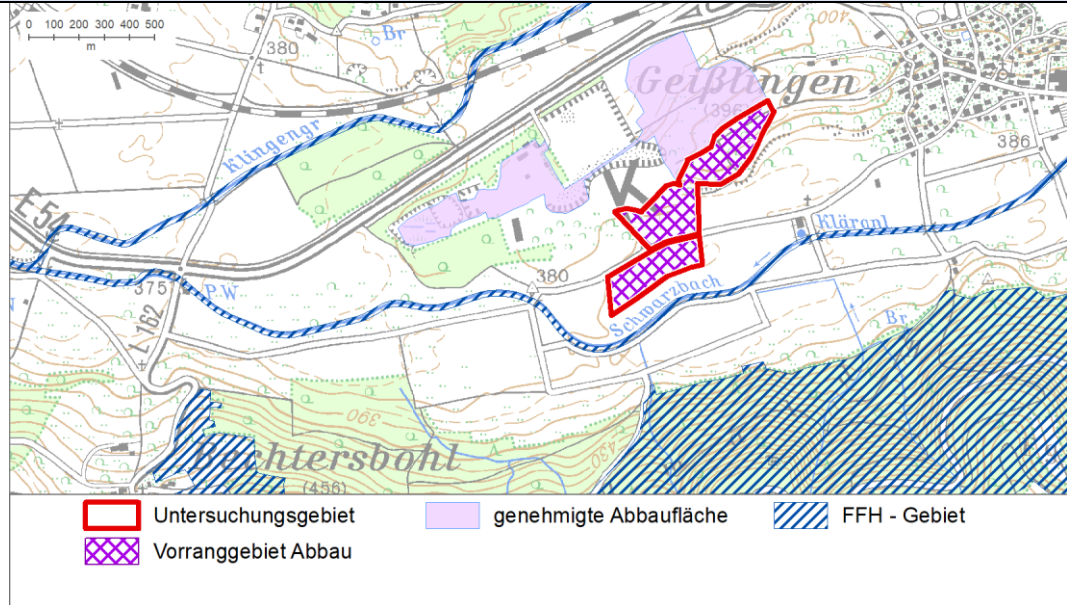 0 100 200 300 400 500
m
380
Br
400
Geißlingen
(396)
Klingengr
386
K
Kläranl
E 54
380
375
P.W
Schwarzbach
L 162
Br
390
430
Bechtersbohl
(456)
Untersuchungsgebiet
genehmigte Abbaufläche
FFH - Gebiet
Vorranggebiet Abbau